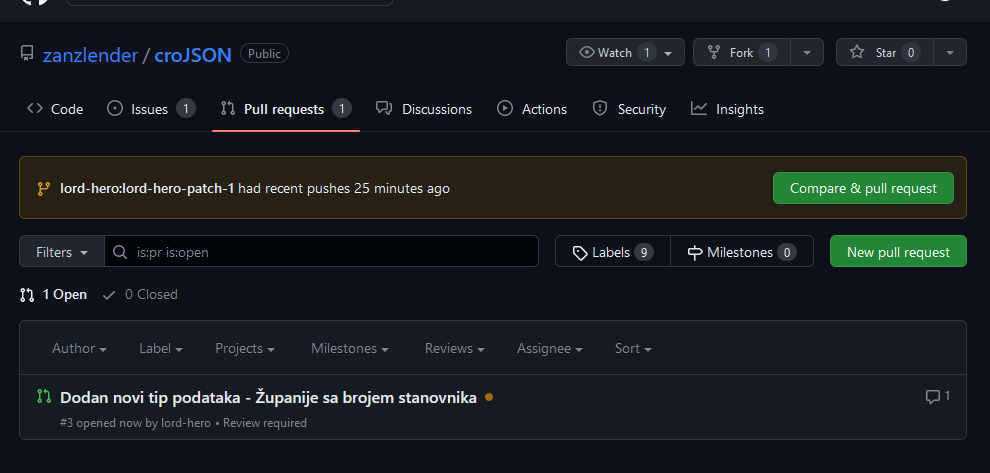 zanzlender / croJSON Public Watch 1 Fork 1 Star 0
Code Issues 1 Pull requests 1 Discussions Actions Security Insights
lord-hero:lord-hero-patch-1 had recent pushes 25 minutes ago Compare & pull request
Filters is:pr is:open Labels 9 Milestones 0 New pull request
1 Open 0 Closed
Author Label Projects Milestones Reviews Assignee Sort
Dodan novi tip podataka - Županije sa brojem stanovnika 1
#3 opened now by lord-hero • Review required